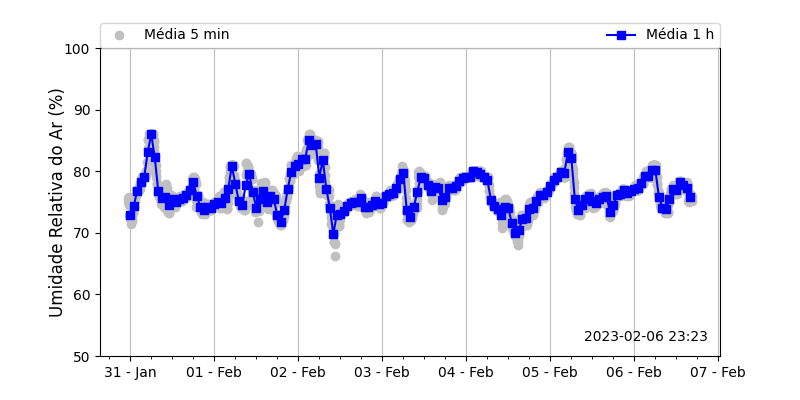 Média 5 min Média 1 h
100
90
80
70
60
50
Umidade Relativa do Ar (%)
2023-02-06 23:23
31 - Jan 01 - Feb 02 - Feb 03 - Feb 04 - Feb 05 - Feb 06 - Feb 07 - Feb